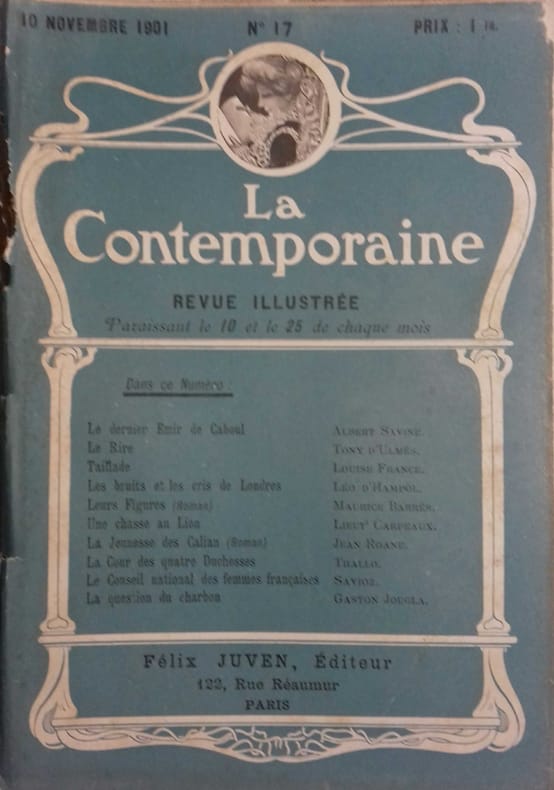 10 NOVEMBRE 1901 N° 17 PRIX : 1 fr.
La
Contemporaine
REVUE ILLUSTRÉE
Paraissant le 10 et le 25 de chaque mois
Dans ce Numéro :
Le dernier Emir de Caboul ALBERT SAVINE.
Le Rire TONY D'ULMÈS.
Taillade LOUISE FRANCE.
Les bruits et les cris de Londres LÉO D'HAMPOL.
Leurs Figures (Roman) MAURICE BARRÈS.
Une chasse au Lion LIEUT CARPEAUX.
La Jeunesse des Calian (Roman) JEAN ROANE.
La Cour des quatre Duchesses THALLO.
Le Conseil national des femmes françaises SAVIOZ.
La question du charbon GASTON JOUGLA.
Félix JUVEN, Éditeur
122, Rue Réaumur
PARIS